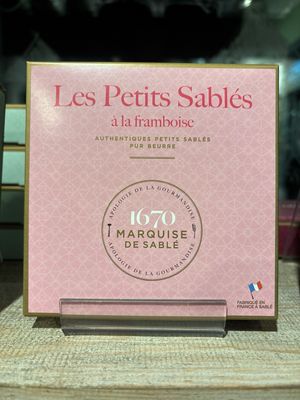 Les Petits Sablés
à la framboise
AUTHENTIQUES PETITS SABLÉS
PUR BEURRE
APOLOGIE DE LA GOURMANDISE
1670
MARQUISE
DE SABLÉ
APOLOGIE DE LA GOURMANDISE
FABRIQUÉ EN
FRANCE À SABLÉ